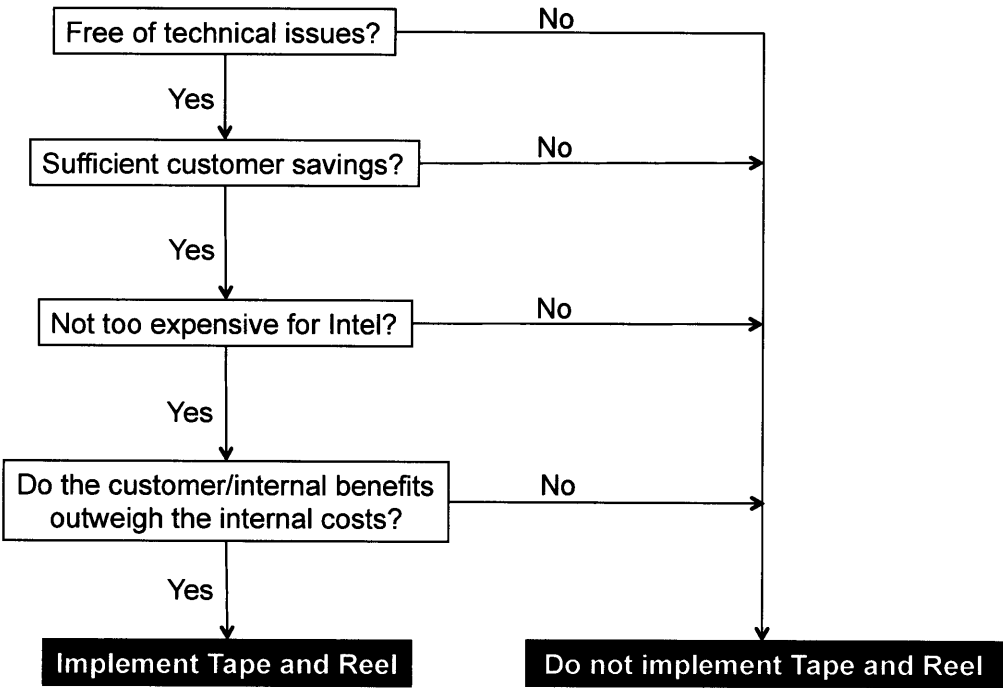 Free of technical issues?
No
Yes
Sufficient customer savings?
No
Yes
Not too expensive for Intel?
No
Yes
Do the customer/internal benefits
outweigh the internal costs?
No
Yes
Implement Tape and Reel
Do not implement Tape and Reel